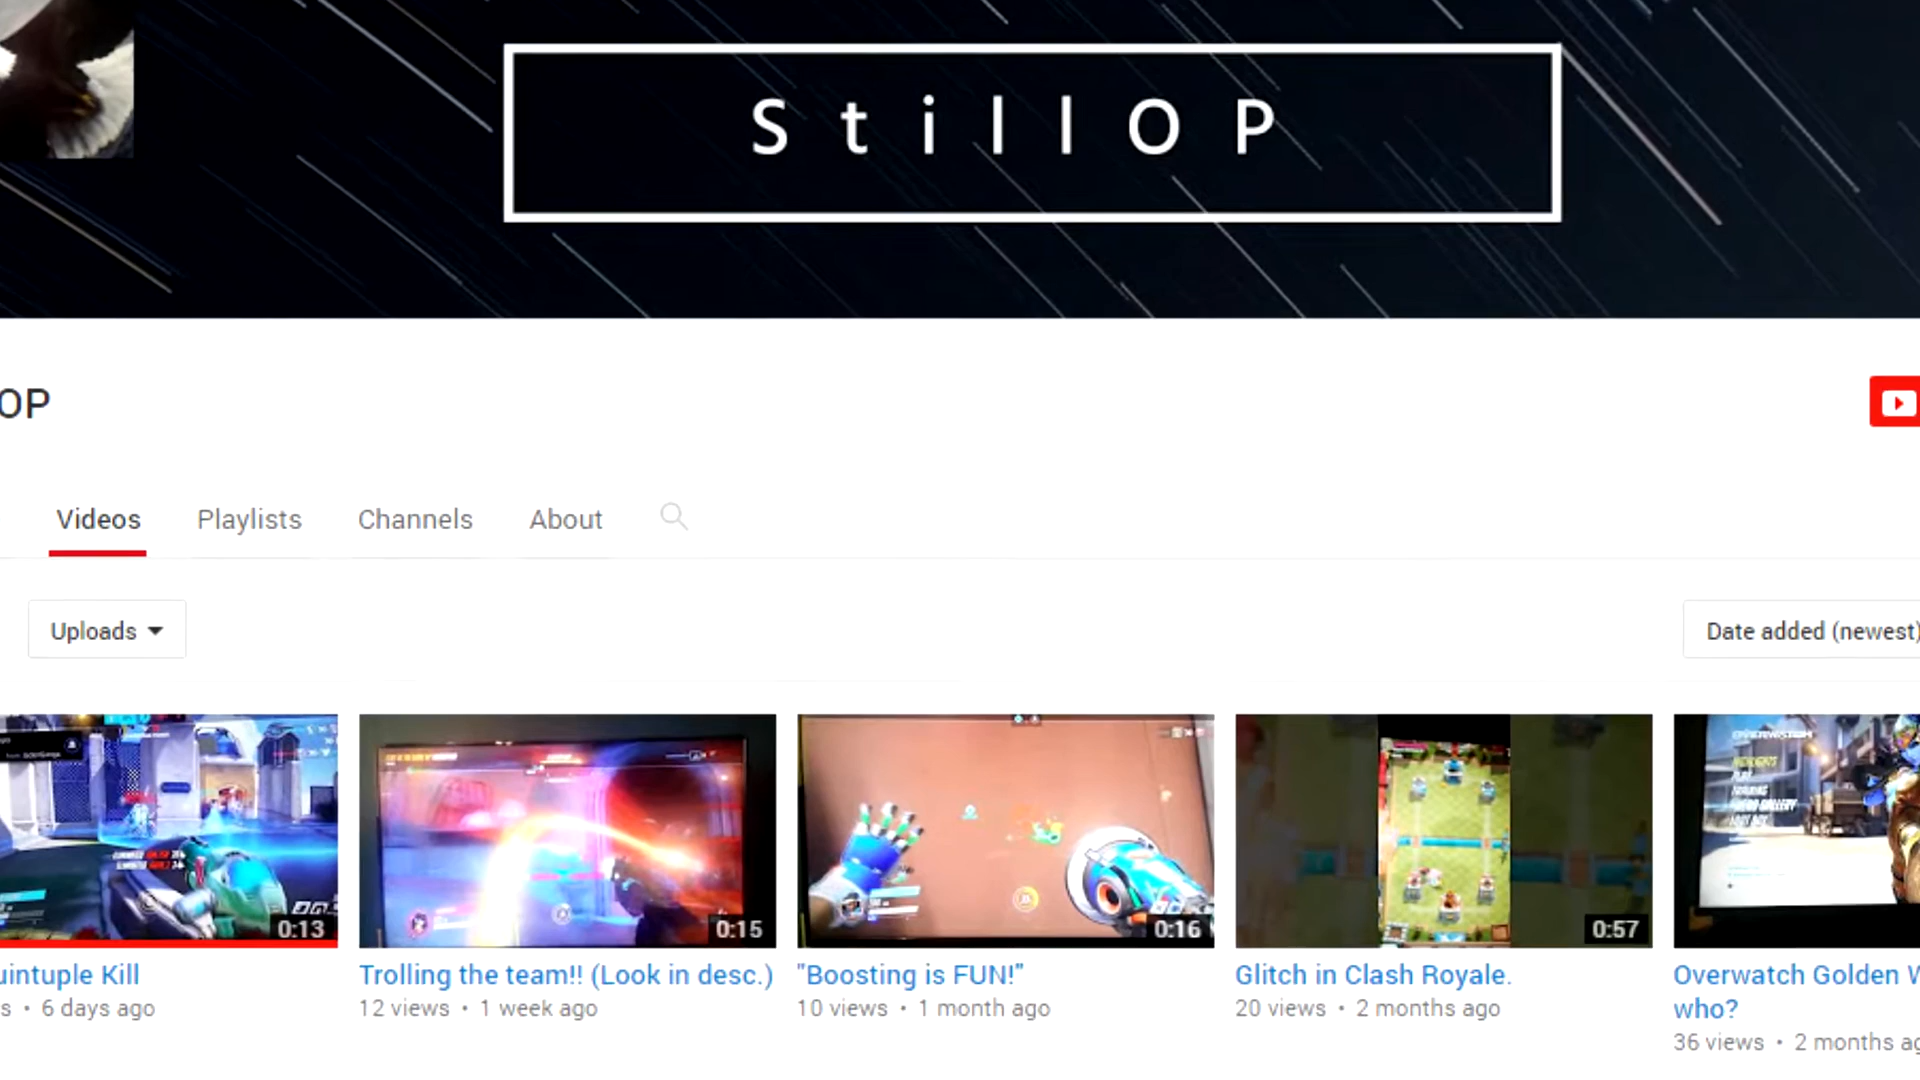 StillOP
OP
Videos Playlists Channels About
Uploads
Date added (newest)
0:13
0:15
0:16
0:57
uintuple Kill
s • 6 days ago
Trolling the team!! (Look in desc.)
12 views • 1 week ago
"Boosting is FUN!"
10 views • 1 month ago
Glitch in Clash Royale.
20 views • 2 months ago
Overwatch Golden W
who?
36 views • 2 months ag